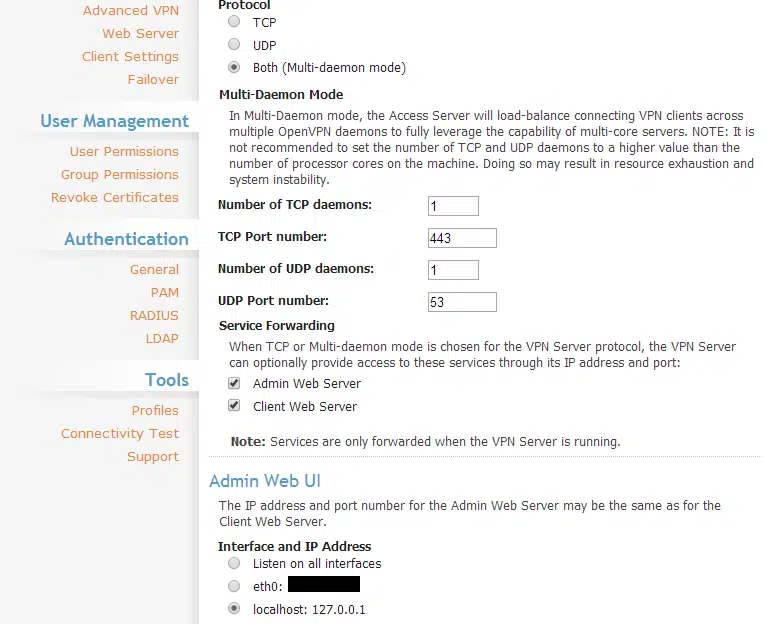 Advanced VPN
Web Server
Client Settings
Failover
User Management
User Permissions
Group Permissions
Revoke Certificates
Authentication
General
PAM
RADIUS
LDAP
Tools
Profiles
Connectivity Test
Support
Protocol
TCP
UDP
Both (Multi-daemon mode)
Multi-Daemon Mode
In Multi-Daemon mode, the Access Server will load-balance connecting VPN clients across
multiple OpenVPN daemons to fully leverage the capability of multi-core servers. NOTE: It is
not recommended to set the number of TCP and UDP daemons to a higher value than the
number of processor cores on the machine. Doing so may result in resource exhaustion and
system instability.
Number of TCP daemons: 1
TCP Port number: 443
Number of UDP daemons: 1
UDP Port number: 53
Service Forwarding
When TCP or Multi-daemon mode is chosen for the VPN Server protocol, the VPN Server
can optionally provide access to these services through its IP address and port:
Admin Web Server
Client Web Server
Note: Services are only forwarded when the VPN Server is running.
Admin Web UI
The IP address and port number for the Admin Web Server may be the same as for the
Client Web Server.
Interface and IP Address
Listen on all interfaces
eth0:
localhost: 127.0.0.1